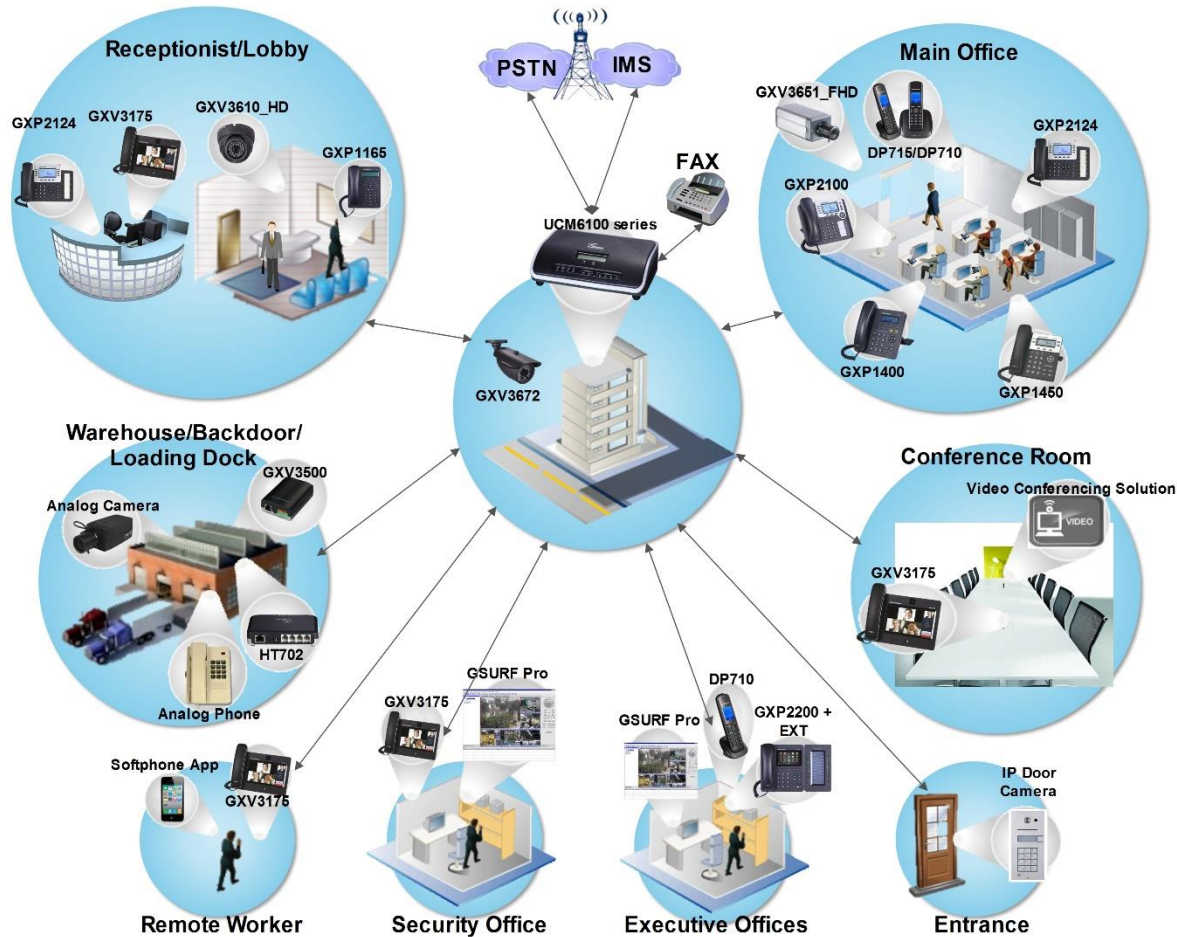 Receptionist/Lobby
GXP2124
GXV3175
GXV3610_HD
GXP1165
PSTN
IMS
FAX
UCM6100 series
Main Office
GXV3651_FHD
DP715/DP710
GXP2124
GXP2100
GXP1400
GXP1450
GXV3672
Warehouse/Backdoor/
Loading Dock
Analog Camera
GXV3500
HT702
Analog Phone
Conference Room
Video Conferencing Solution
VIDEO
GXV3175
Softphone App
GXV3175
Remote Worker
GXV3175
GSURF Pro
Security Office
GSURF Pro
DP710
GXP2200 +
EXT
Executive Offices
IP Door
Camera
Entrance